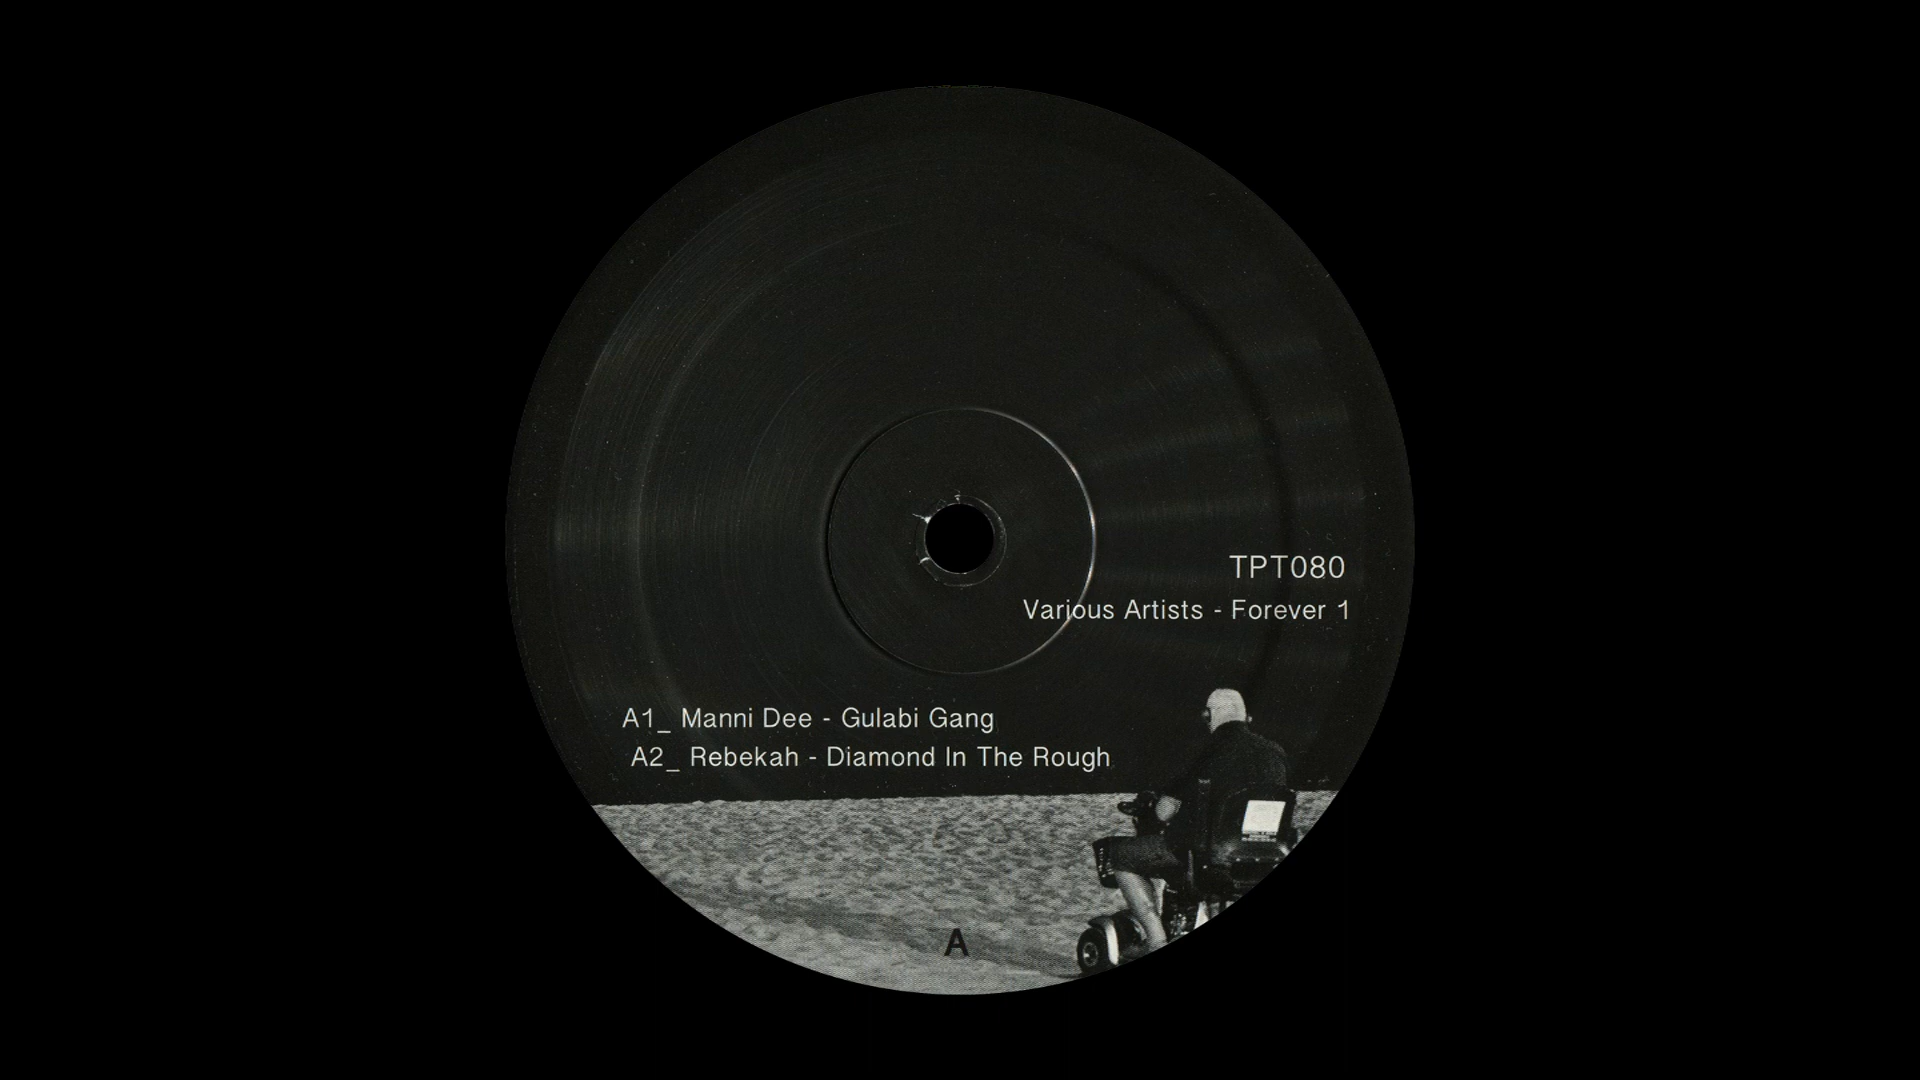 TPT080
Various Artists - Forever 1
A1_ Manni Dee - Gulabi Gang
A2_ Rebekah - Diamond In The Rough
A